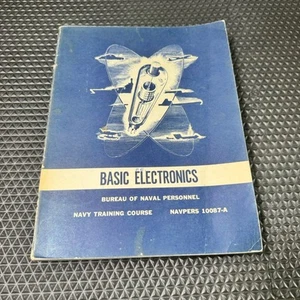 BASIC ELECTRONICS
BUREAU OF NAVAL PERSONNEL
NAVY TRAINING COURSE NAVPERS 10087-A